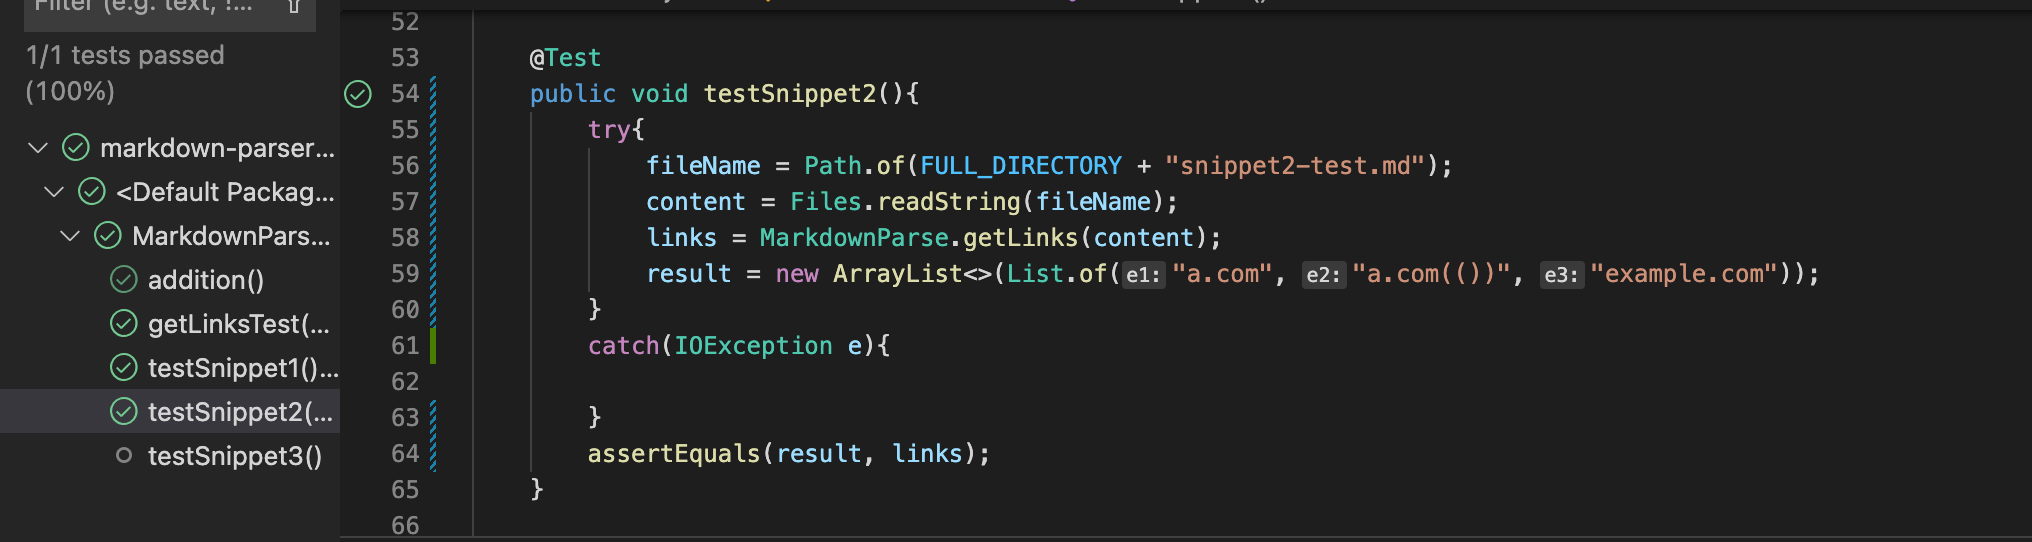 Filter (e.g. text, !...
1/1 tests passed
(100%)
markdown-parser...
<Default Packag...
MarkdownPars...
addition()
getLinksTest(...
testSnippet1()...
testSnippet2(...
testSnippet3()
52
53 @Test
54 public void testSnippet2(){
55 try{
56 fileName = Path.of(FULL_DIRECTORY + "snippet2-test.md");
57 content = Files.readString(fileName);
58 links = MarkdownParse.getLinks(content);
59 result = new ArrayList<>(List.of(e1: "a.com", e2: "a.com(())", e3: "example.com"));
60 }
61 catch(IOException e){
62
63 }
64 assertEquals(result, links);
65 }
66